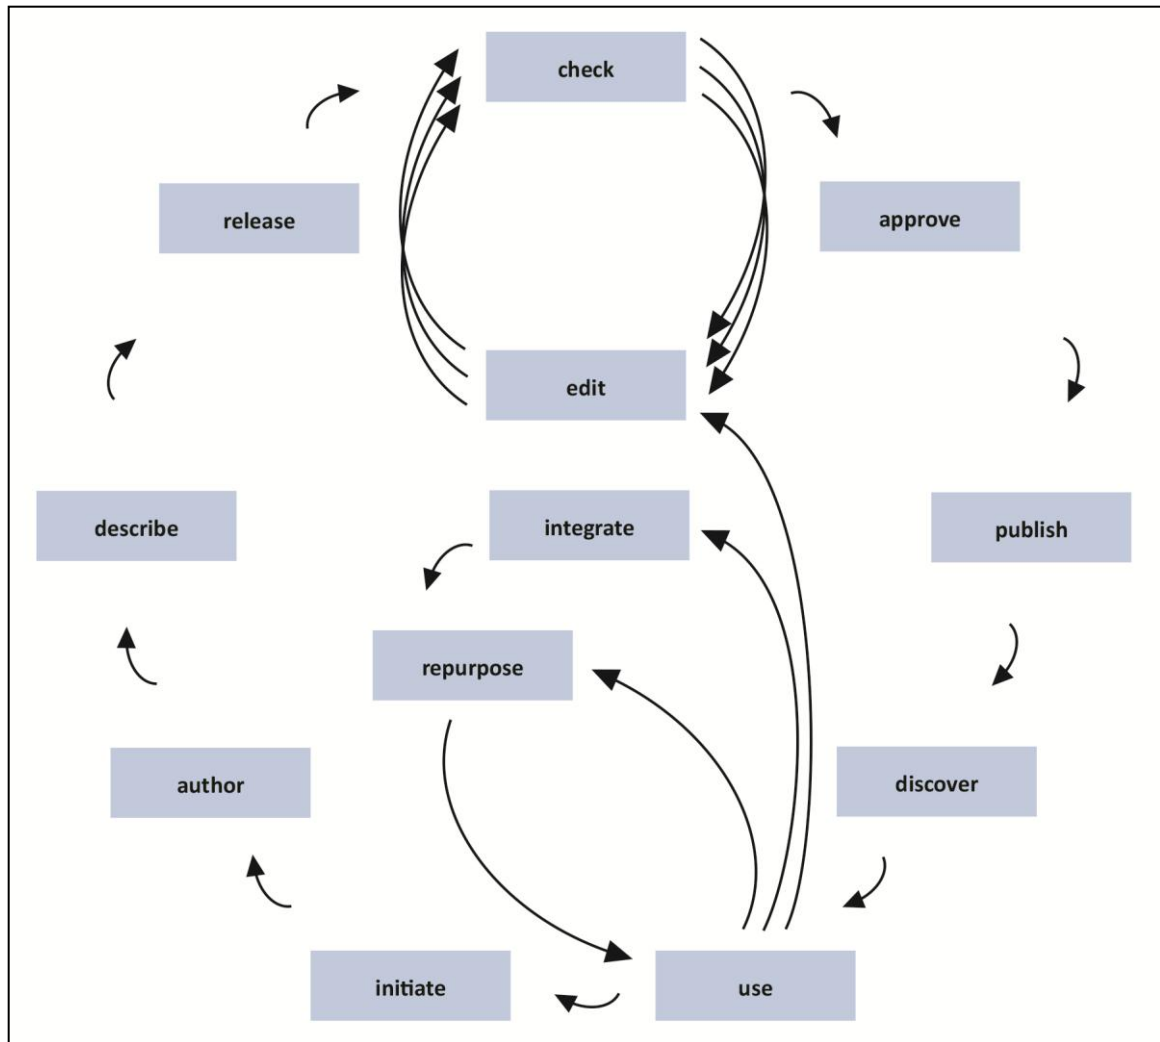 check
release
approve
edit
describe
integrate
publish
repurpose
author
discover
initiate
use